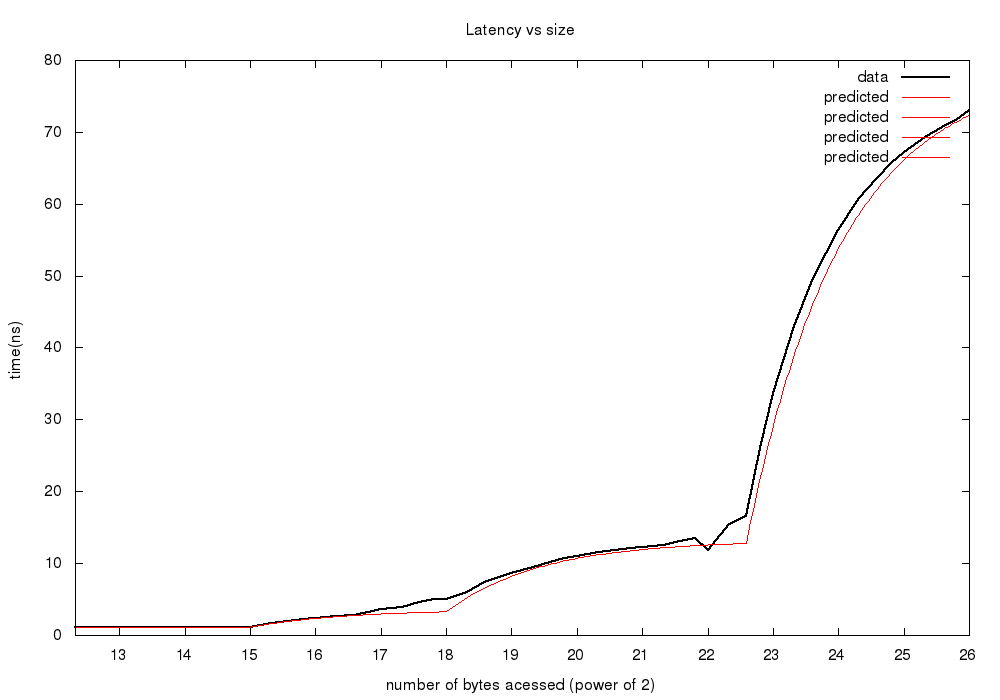 Latency vs size
80
70
60
50
40
30
20
10
0
time(ns)
data
predicted
predicted
predicted
predicted
13 14 15 16 17 18 19 20 21 22 23 24 25 26
number of bytes acessed (power of 2)